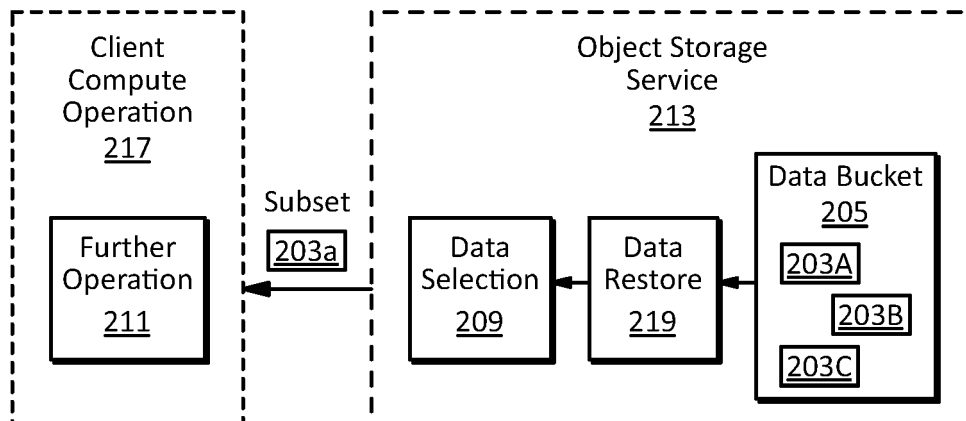 Client
Compute
Operation
217
Further
Operation
211
Subset
203a
Object Storage
Service
213
Data
Selection
209
Data
Restore
219
Data Bucket
205
203A
203B
203C